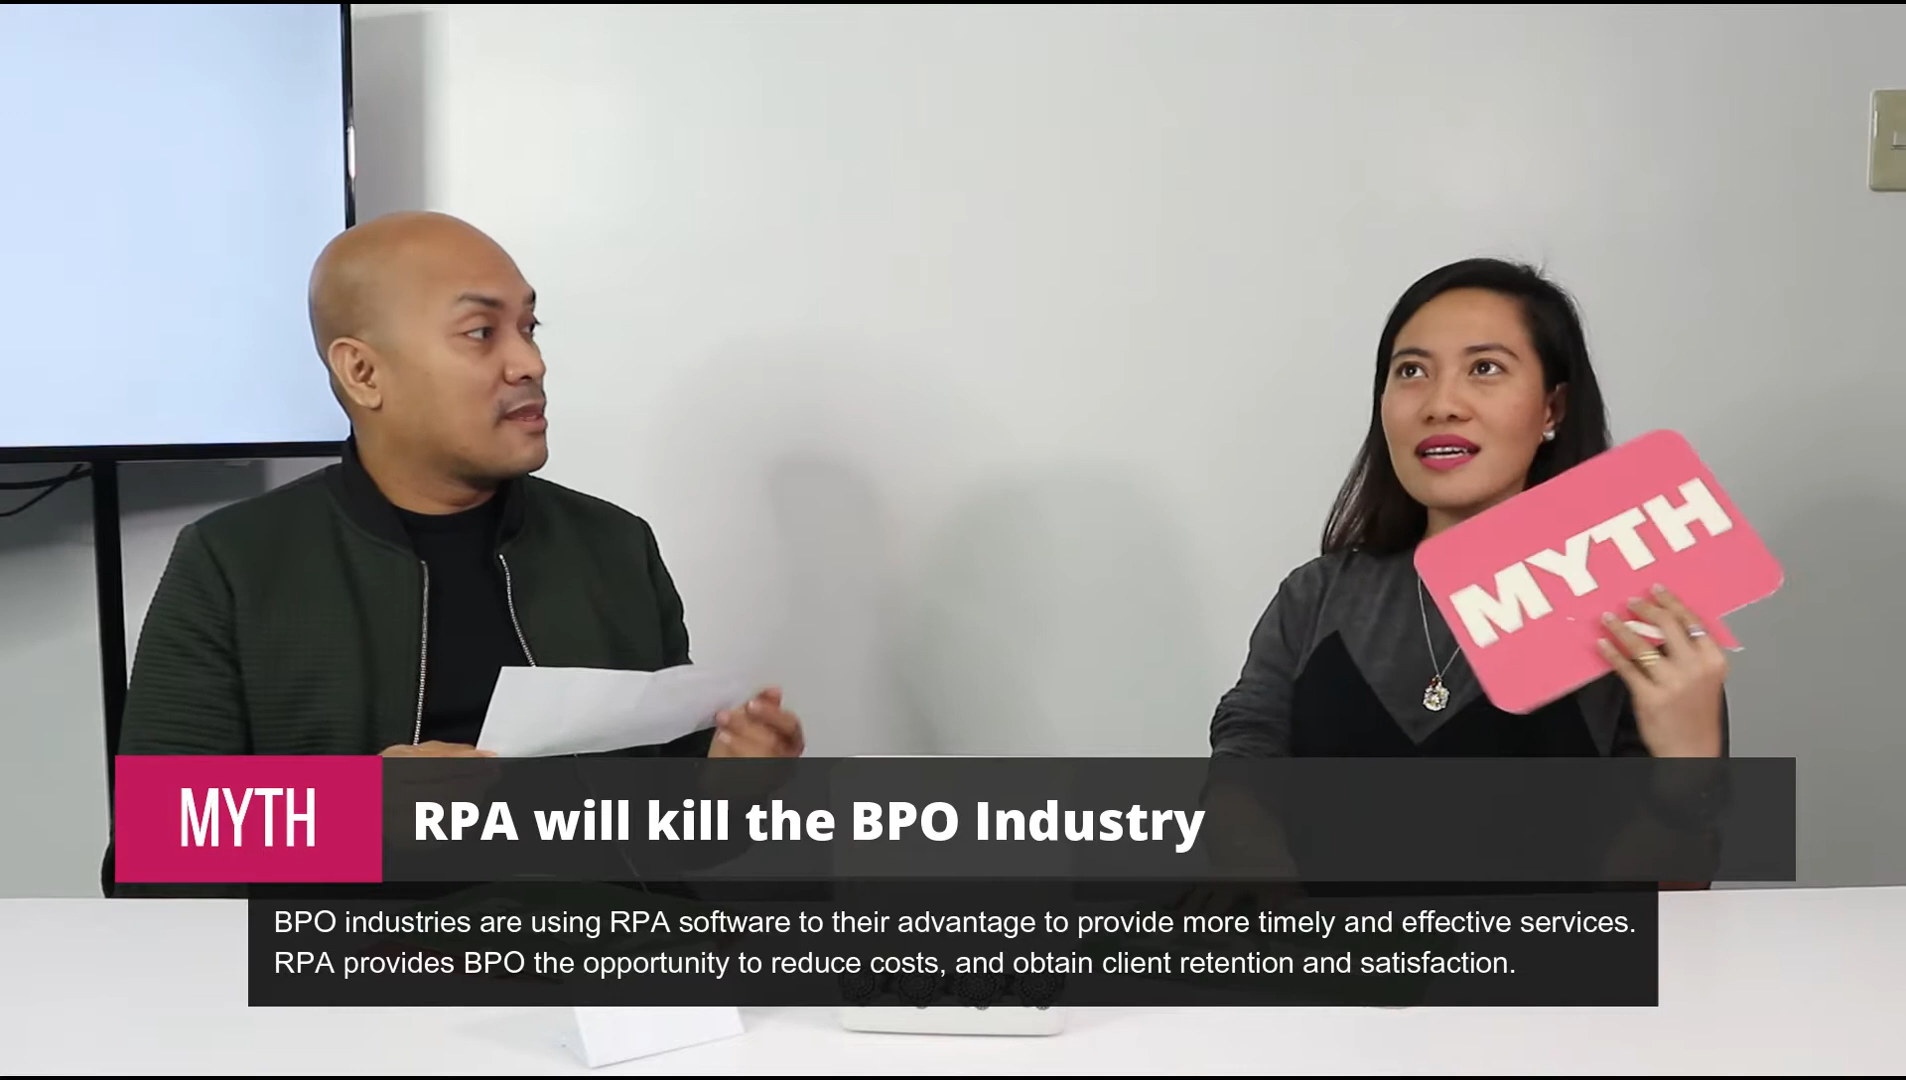 MYTH
MYTH
RPA will kill the BPO Industry
BPO industries are using RPA software to their advantage to provide more timely and effective services.
RPA provides BPO the opportunity to reduce costs, and obtain client retention and satisfaction.